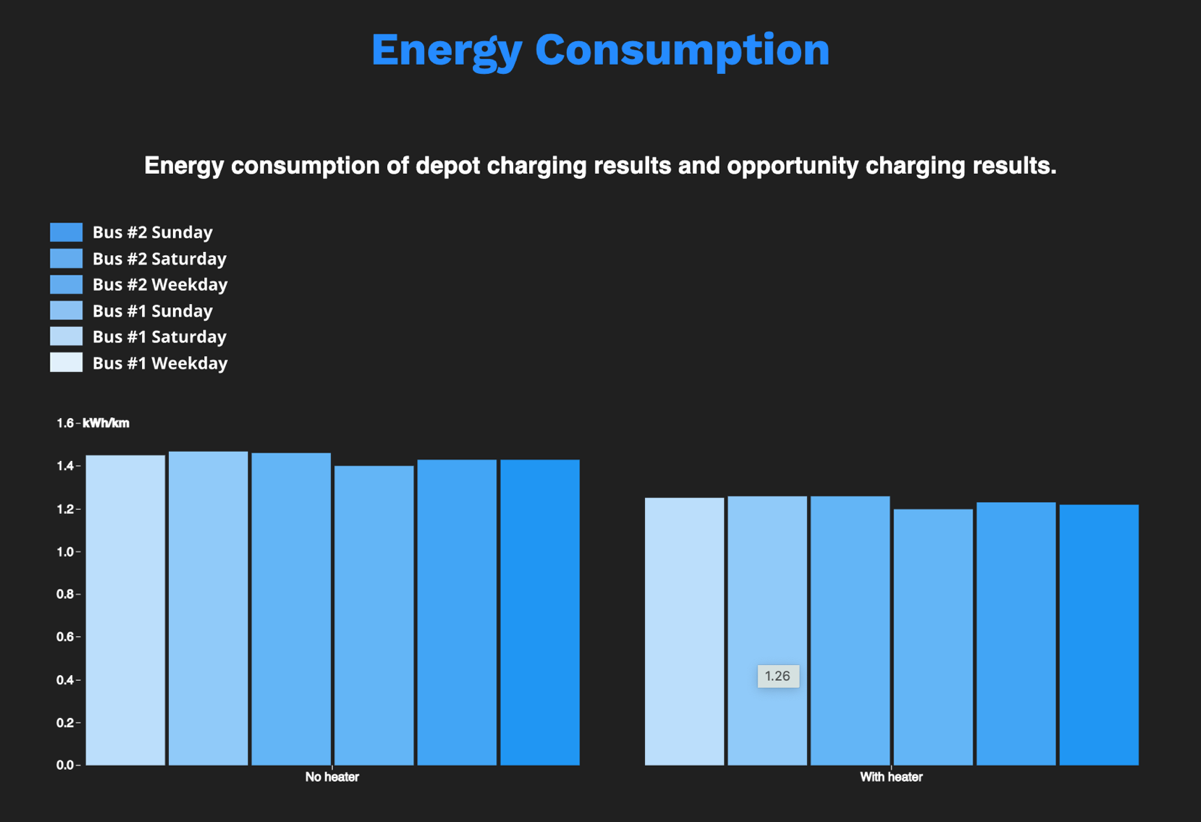 Energy Consumption
Energy consumption of depot charging results and opportunity charging results.
Bus #2 Sunday
Bus #2 Saturday
Bus #2 Weekday
Bus #1 Sunday
Bus #1 Saturday
Bus #1 Weekday
1.6 kWh/km
1.4
1.2
1.0
0.8
0.6
1.26
0.4
0.2
0.0
No heater With heater